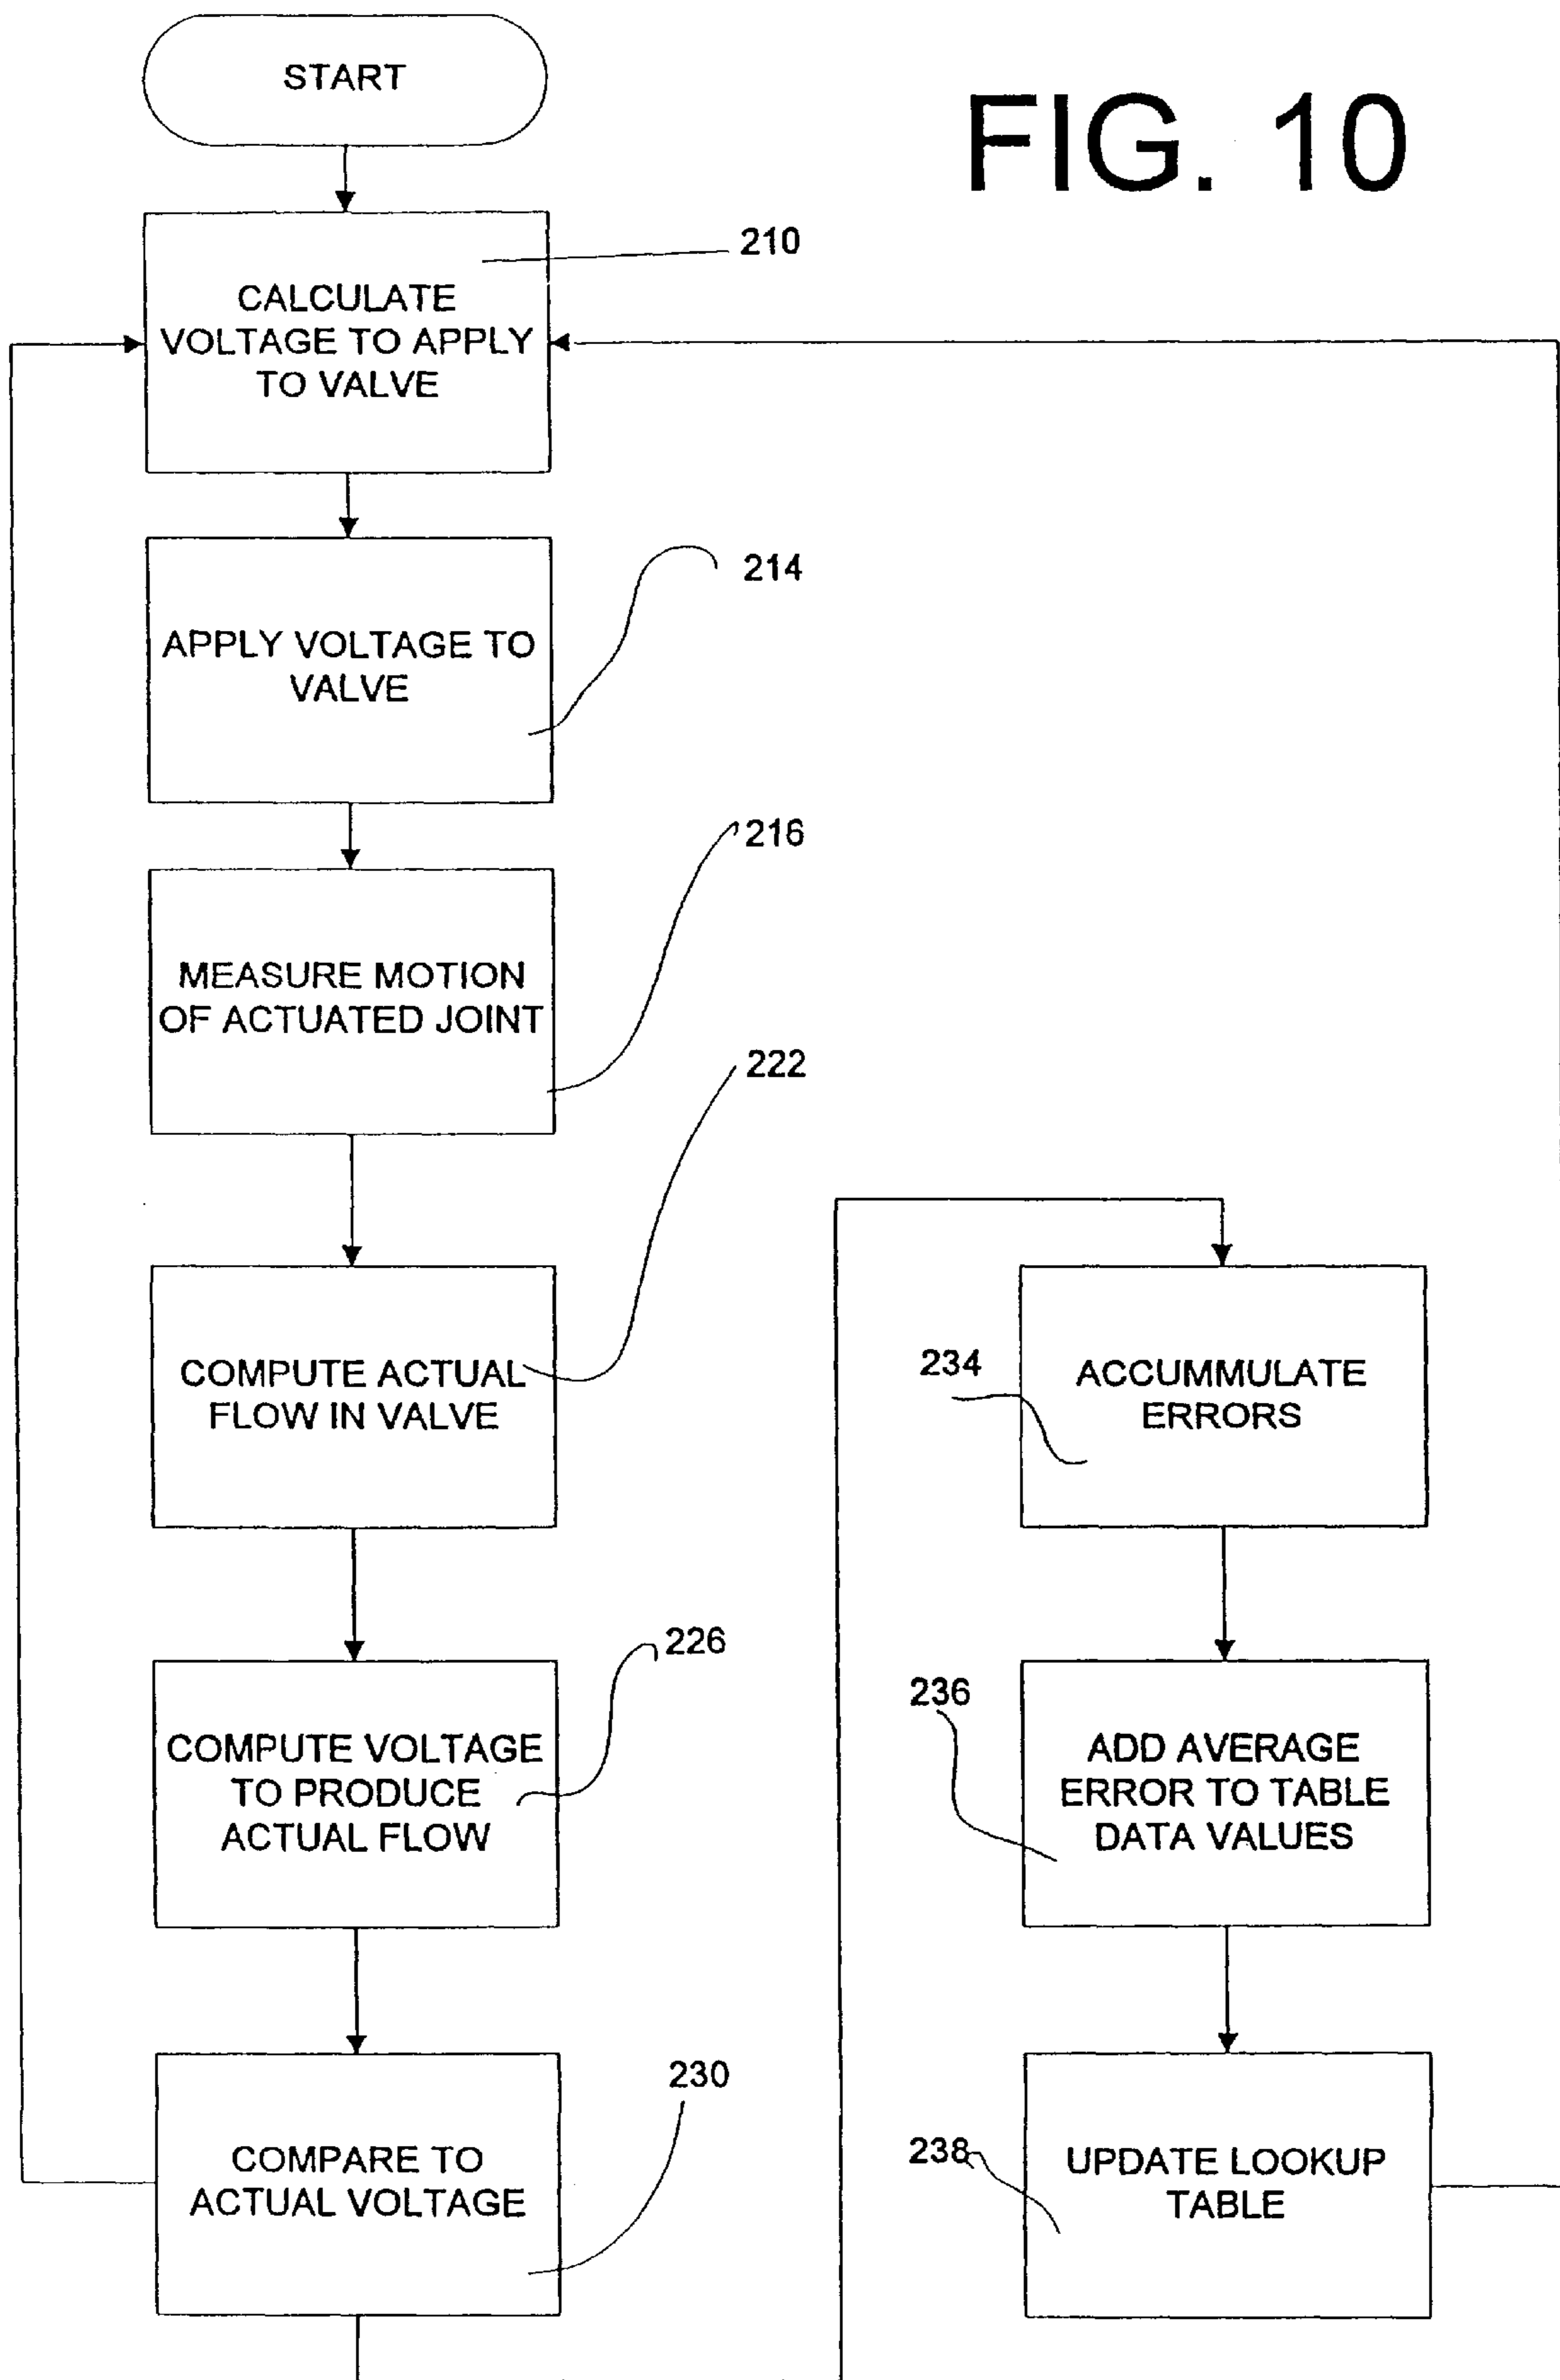 START
FIG. 10
210
CALCULATE
VOLTAGE TO APPLY
TO VALVE
214
APPLY VOLTAGE TO
VALVE
216
MEASURE MOTION
OF ACTUATED JOINT
222
COMPUTE ACTUAL
FLOW IN VALVE
226
COMPUTE VOLTAGE
TO PRODUCE
ACTUAL FLOW
230
COMPARE TO
ACTUAL VOLTAGE
234
ACCUMMULATE
ERRORS
236
ADD AVERAGE
ERROR TO TABLE
DATA VALUES
238
UPDATE LOOKUP
TABLE